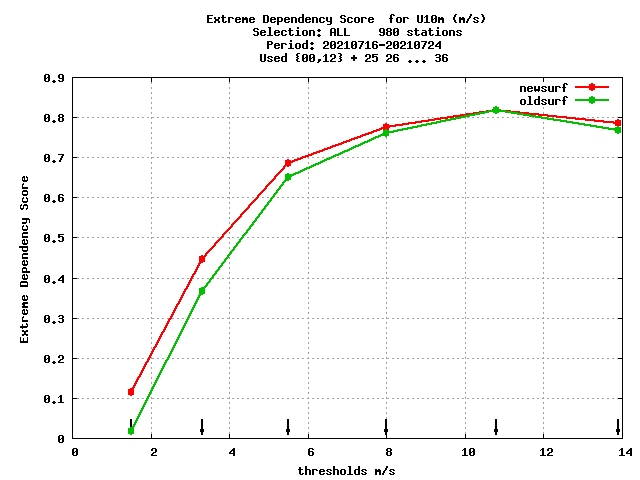 Extreme Dependency Score  for U10m (m/s)
Selection: ALL    980 stations
Period: 20210716-20210724
Used {00,12} + 25 26 ... 36
newsurf
oldsurf
Extreme Dependency Score
0.9
0.8
0.7
0.6
0.5
0.4
0.3
0.2
0.1
0
0 2 4 6 8 10 12 14
thresholds m/s